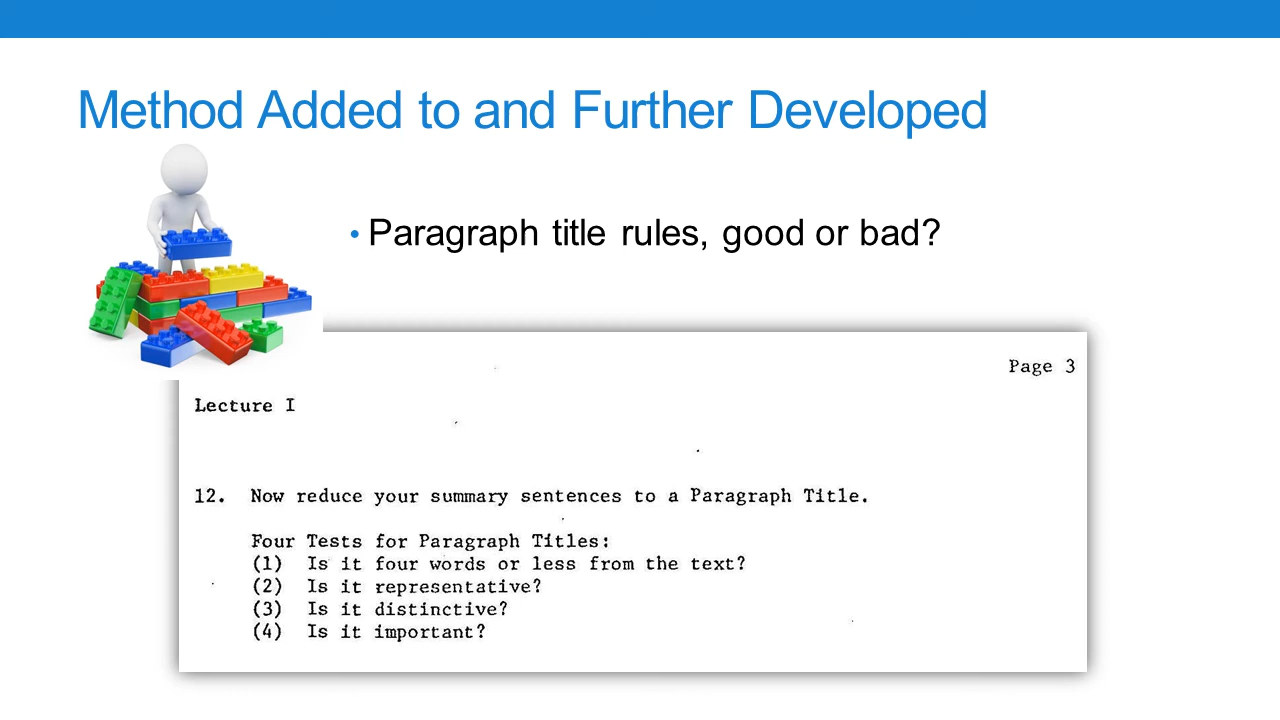 Method Added to and Further Developed
• Paragraph title rules, good or bad?
Page 3
Lecture I
12. Now reduce your summary sentences to a Paragraph Title.
Four Tests for Paragraph Titles:
(1) Is it four words or less from the text?
(2) Is it representative?
(3) Is it distinctive?
(4) Is it important?